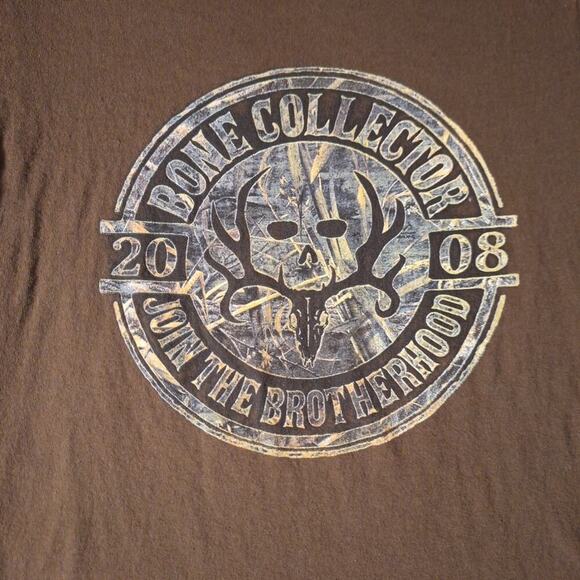 BONE COLLECTOR
20 08
JOIN THE BROTHERHOOD